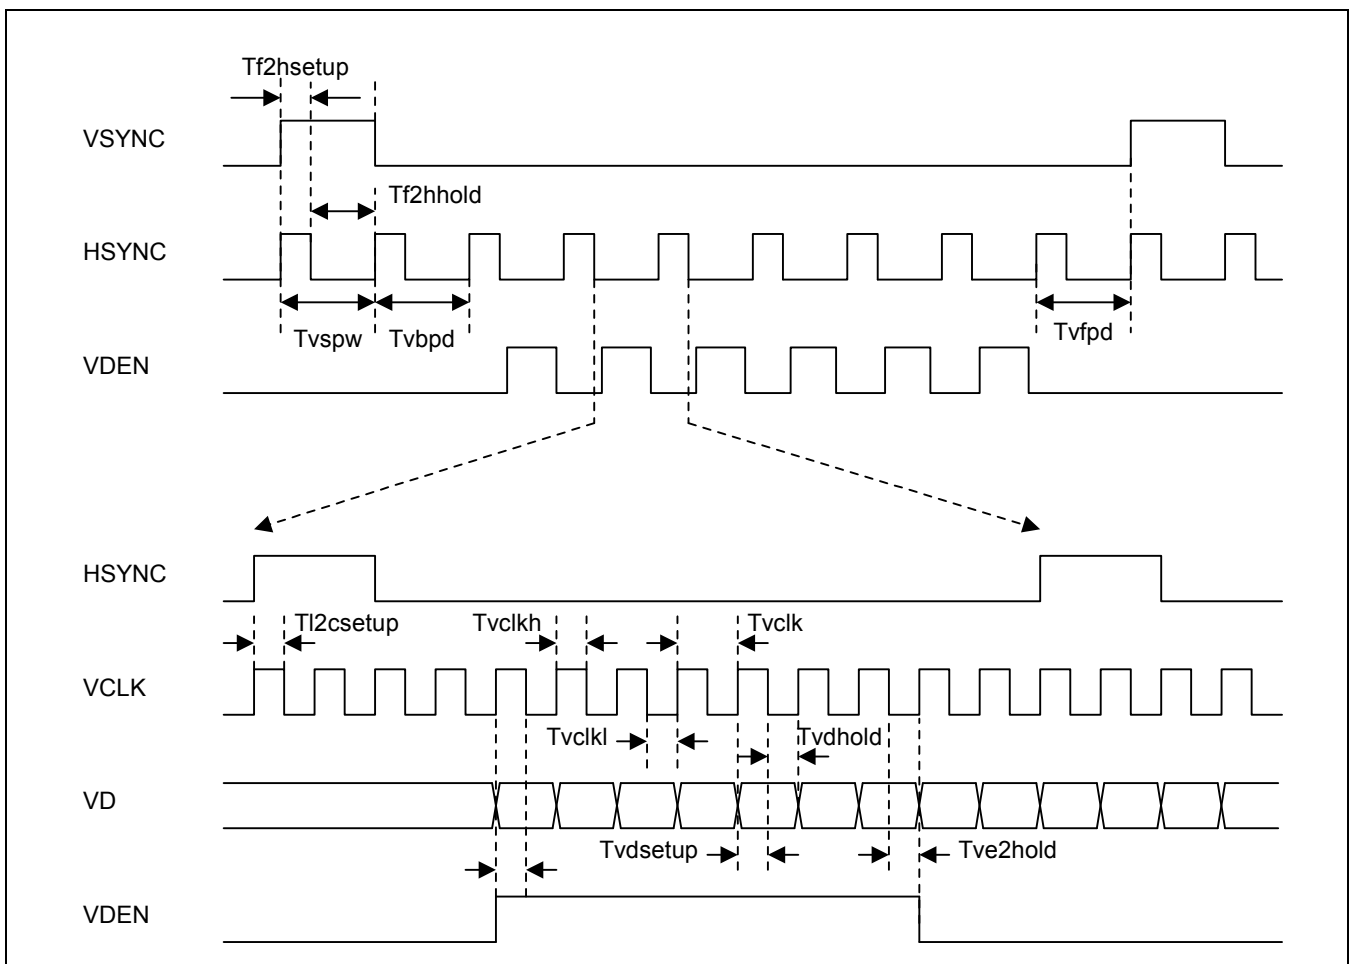 Tf2hsetup
VSYNC
Tf2hhold
HSYNC
Tvspw Tvbpd Tvfpd
VDEN
HSYNC
Tl2csetup Tvclkh Tvclk
VCLK
Tvclkl Tvdhold
VD
Tvdsetup Tve2hold
VDEN